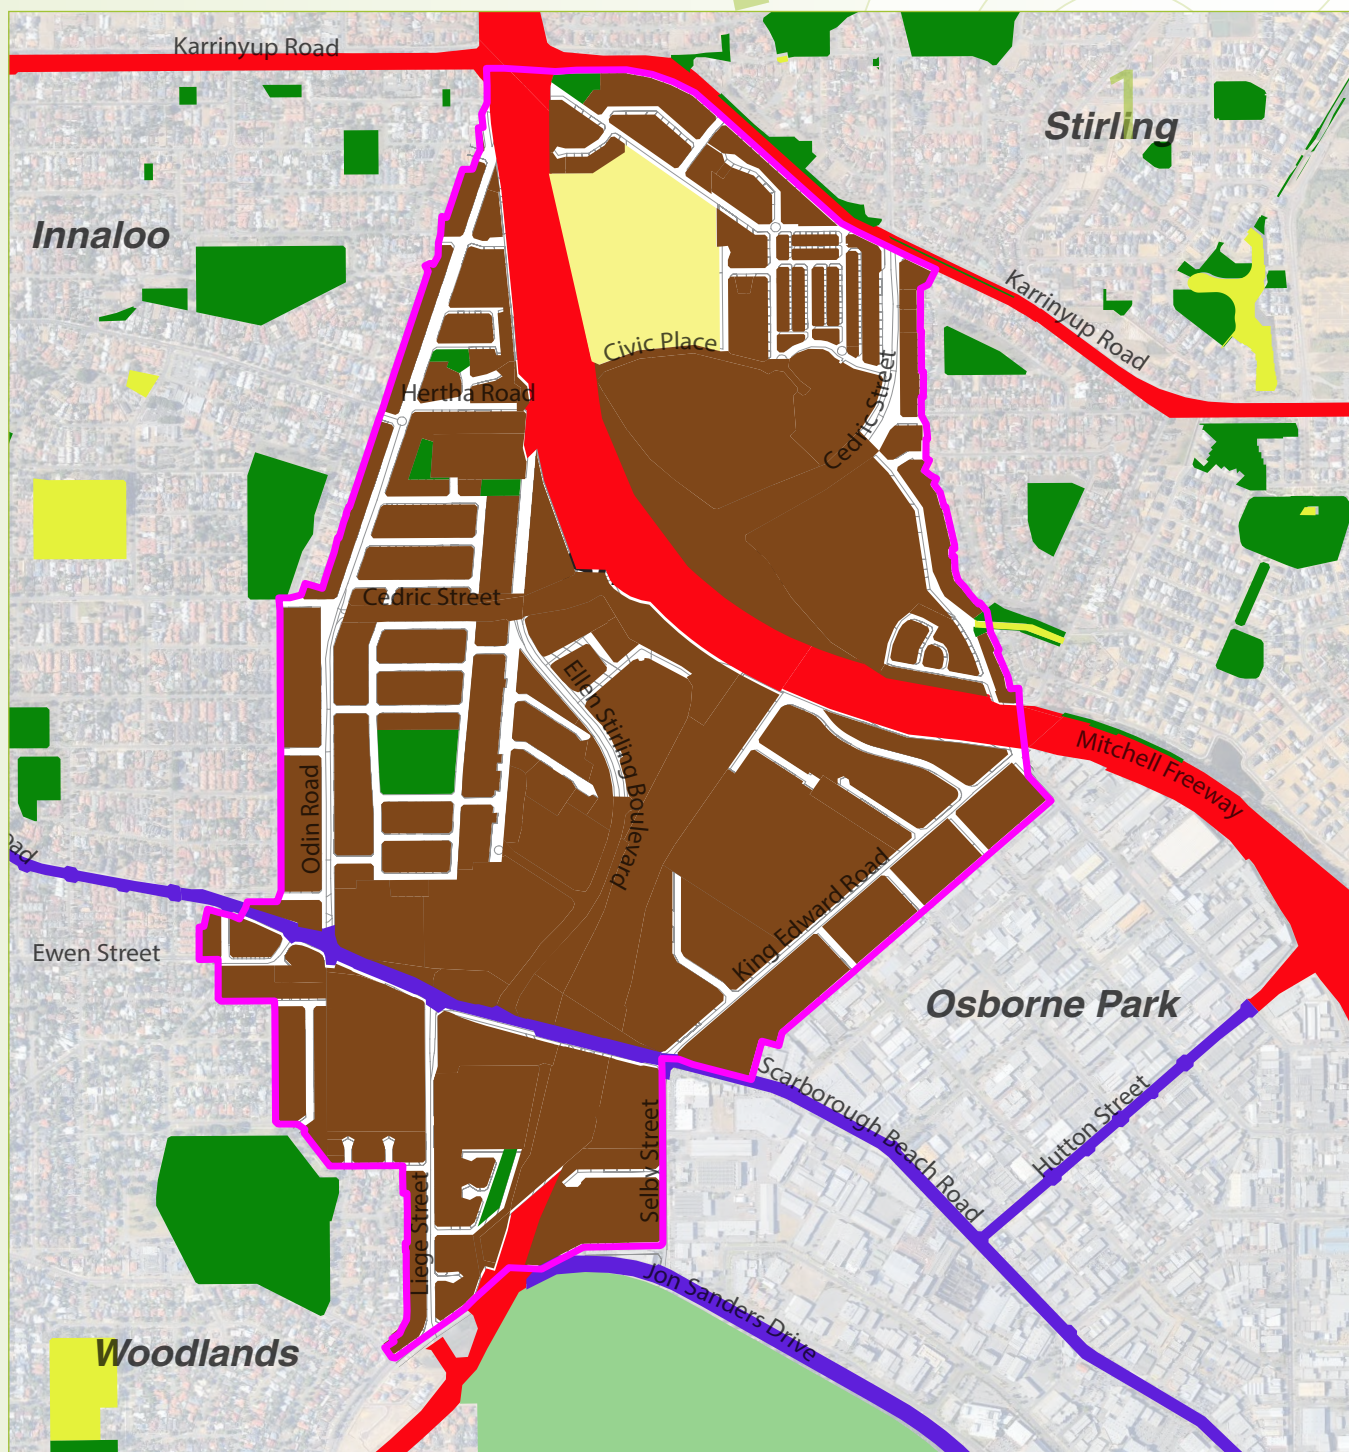 Karrinyup Road
1
Stirling
Innaloo
Karrinyup Road
Civic Place
Hertha Road
Cedric Street
Cedric Street
Ellen Stirling Boulevard
Mitchell Freeway
Odin Road
oad
King Edward Road
Ewen Street
Osborne Park
Scarborough Beach Road
Hutton Street
Selby Street
Liege Street
Jon Sanders Drive
Woodlands